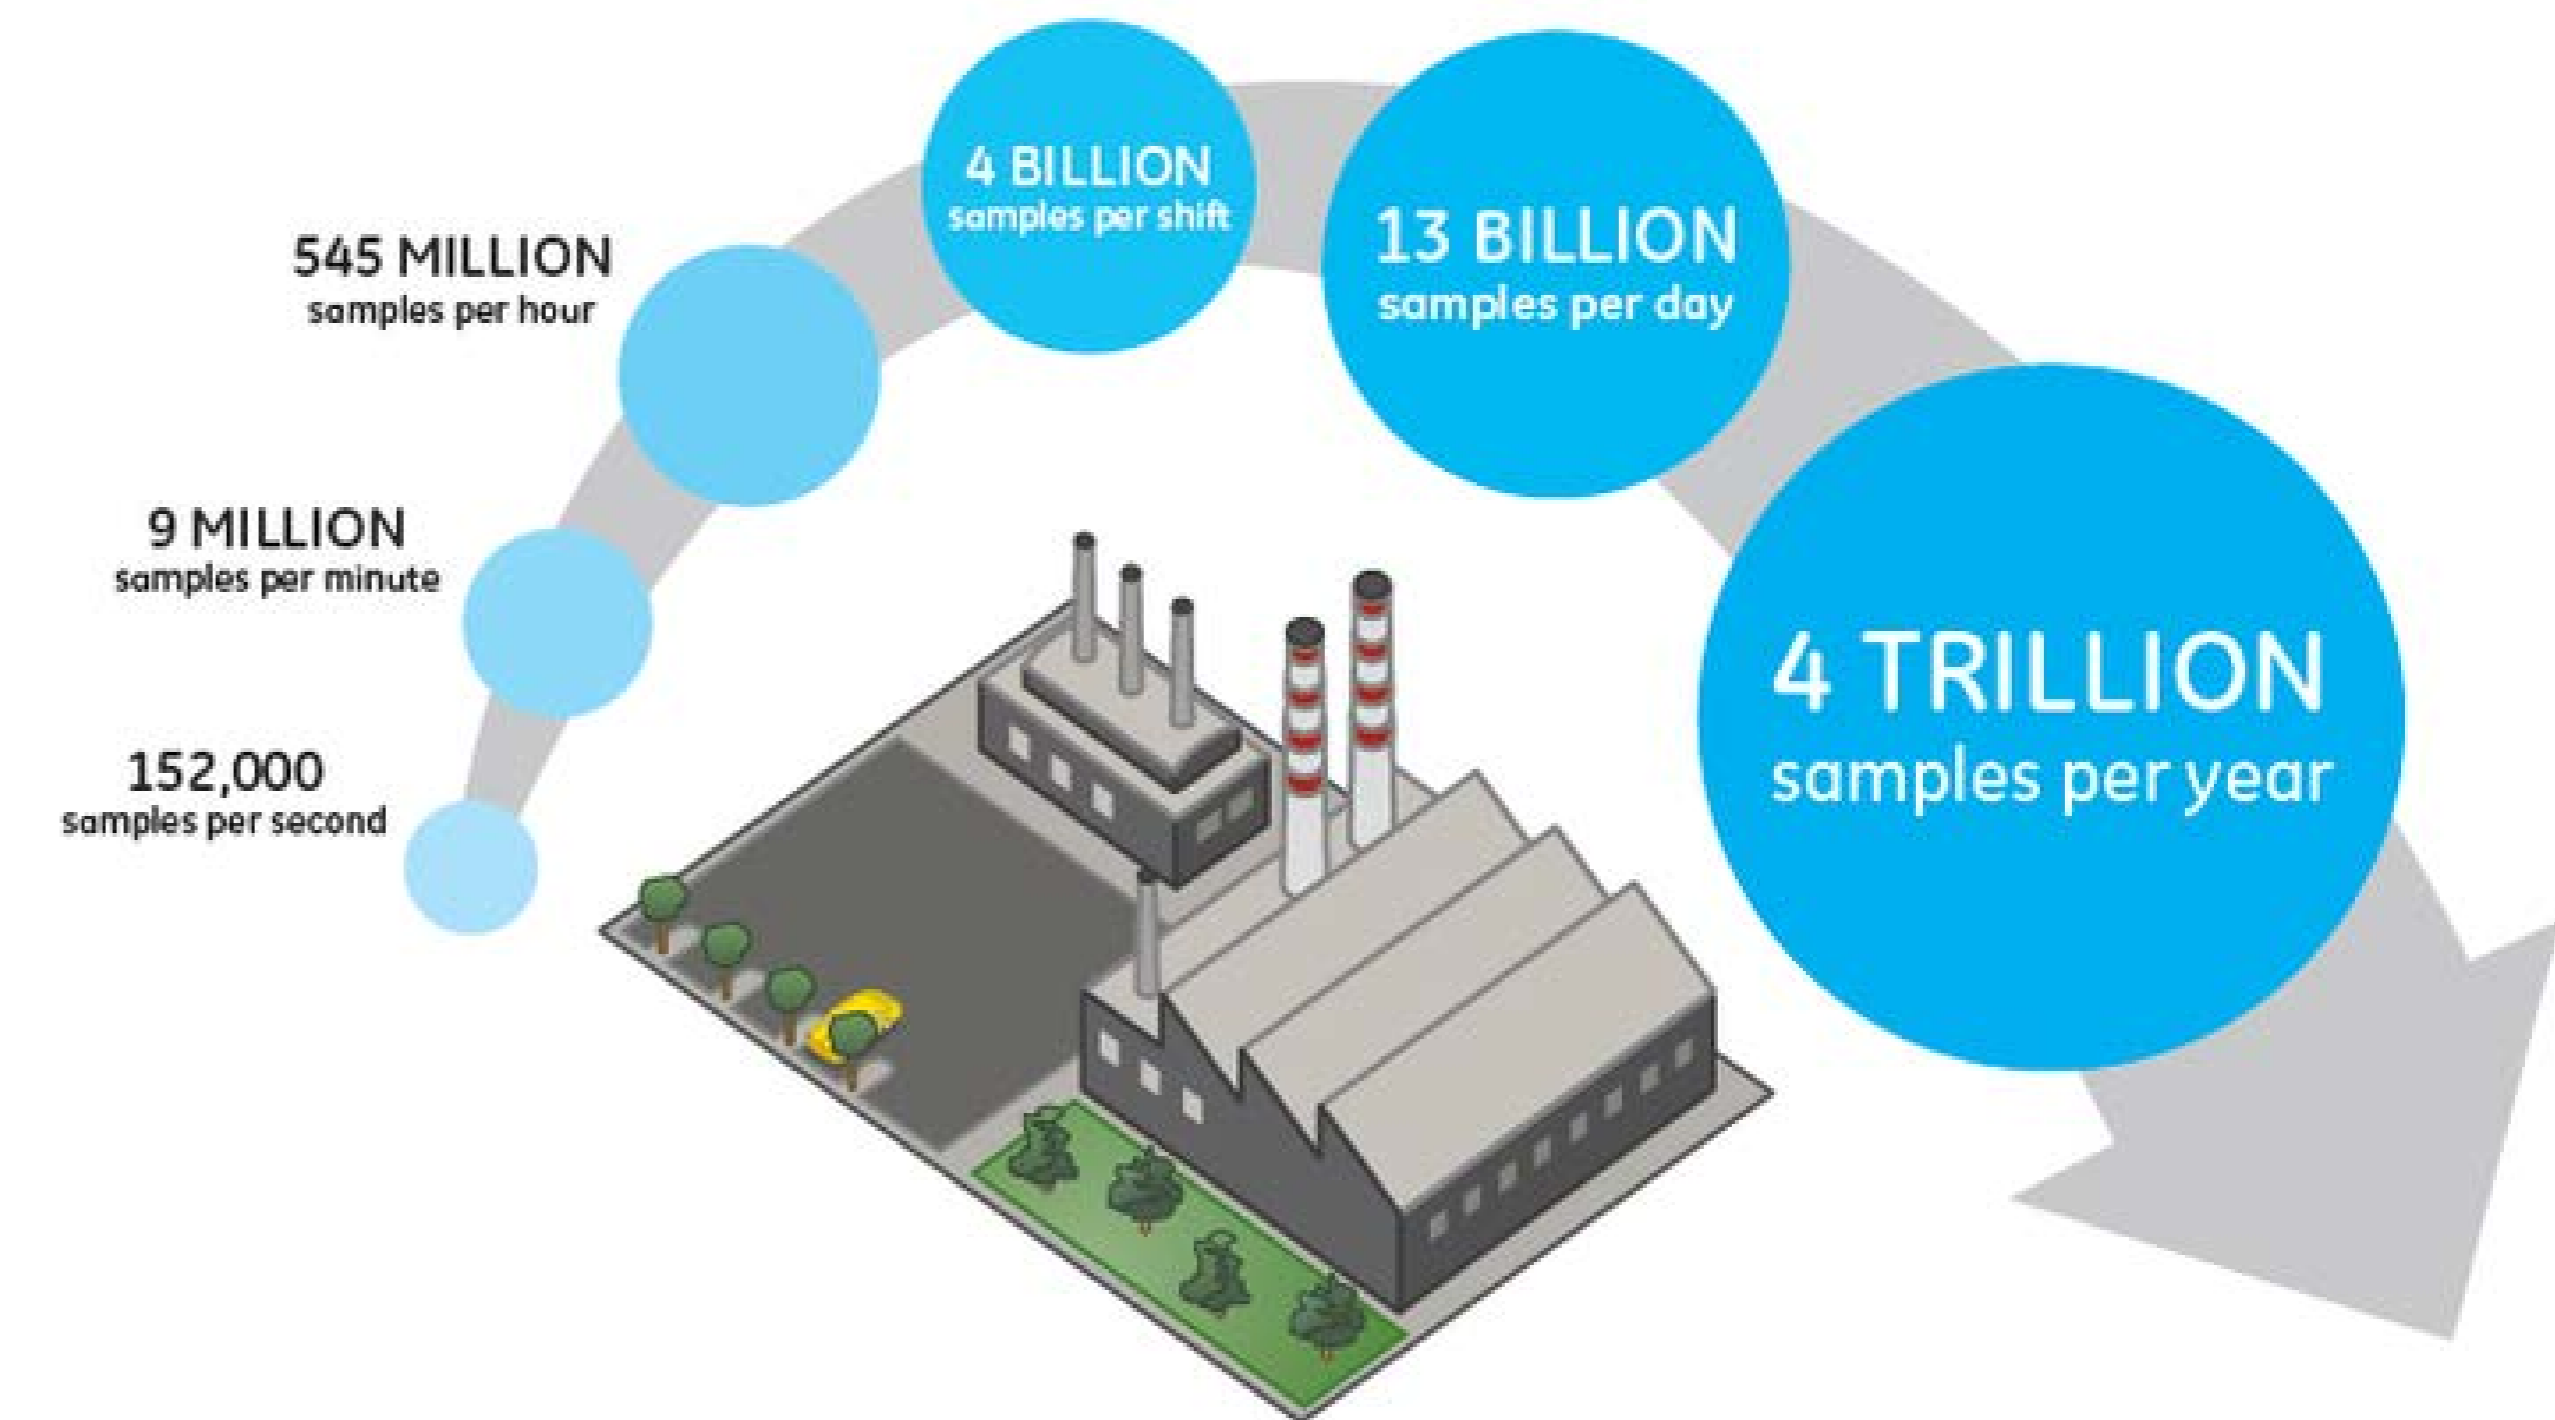 152,000
samples per second
9 MILLION
samples per minute
545 MILLION
samples per hour
4 BILLION
samples per shift
13 BILLION
samples per day
4 TRILLION
samples per year